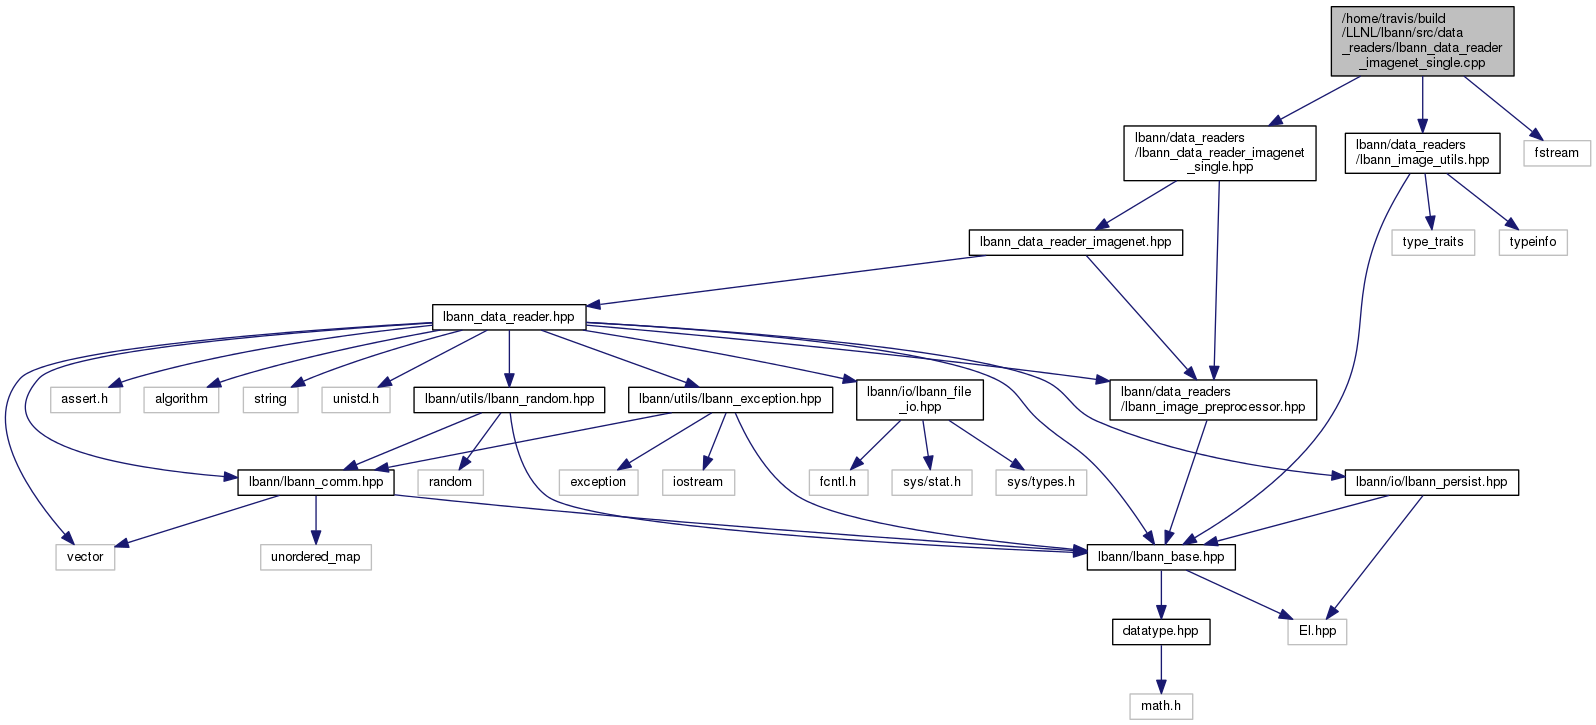 /home/travis/build
/LLNL/lbann/src/data
_readers/lbann_data_reader
_imagenet_single.cpp
lbann/data_readers
/lbann_data_reader_imagenet
_single.hpp
lbann/data_readers
/lbann_image_utils.hpp
fstream
lbann_data_reader_imagenet.hpp
type_traits
typeinfo
lbann_data_reader.hpp
assert.h
algorithm
string
unistd.h
lbann/utils/lbann_random.hpp
lbann/utils/lbann_exception.hpp
lbann/io/lbann_file
_io.hpp
lbann/data_readers
/lbann_image_preprocessor.hpp
lbann/lbann_comm.hpp
random
exception
iostream
fcntl.h
sys/stat.h
sys/types.h
lbann/io/lbann_persist.hpp
vector
unordered_map
lbann/lbann_base.hpp
datatype.hpp
El.hpp
math.h